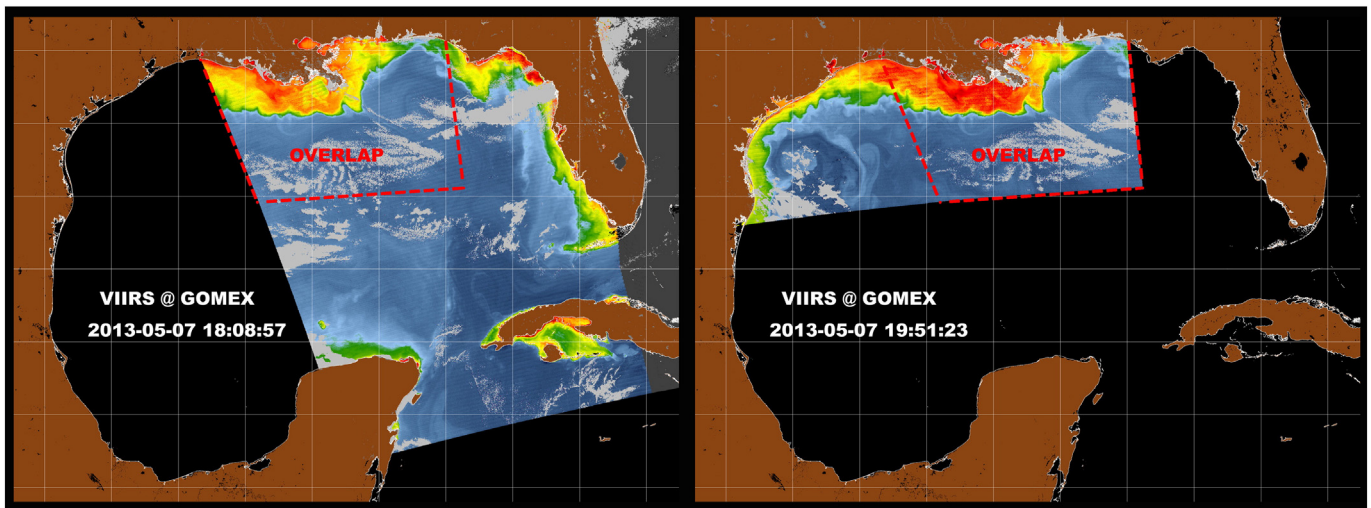 OVERLAP
VIIRS @ GOMEX
2013-05-07 18:08:57
OVERLAP
VIIRS @ GOMEX
2013-05-07 19:51:23